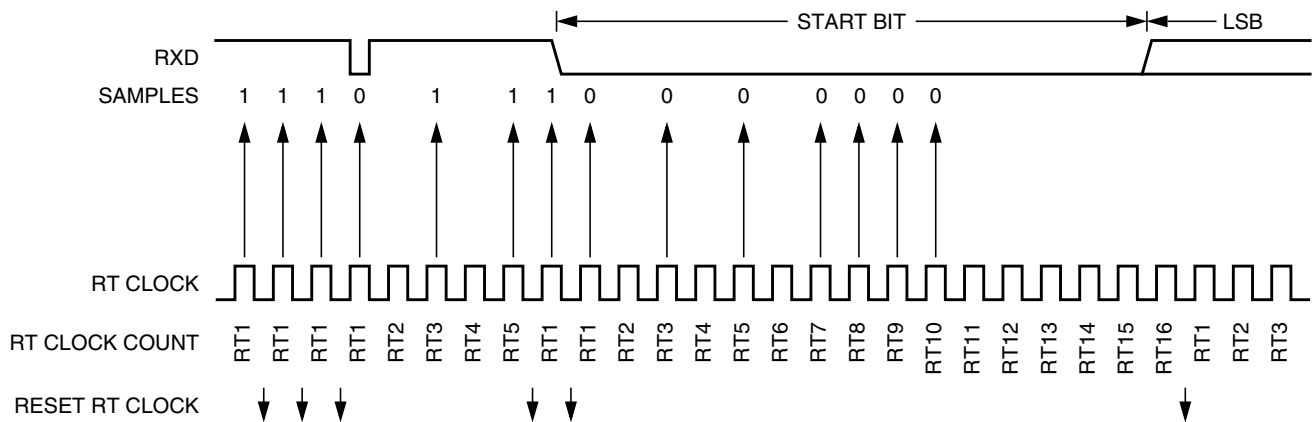 START BIT LSB
RXD
SAMPLES 1 1 1 0 1 1 1 0 0 0 0 0 0 0
RT CLOCK
RT CLOCK COUNT RT1 RT1 RT1 RT1 RT2 RT3 RT4 RT5 RT1 RT1 RT2 RT3 RT4 RT5 RT6 RT7 RT8 RT9 RT10 RT11 RT12 RT13 RT14 RT15 RT16 RT1 RT2 RT3
RESET RT CLOCK